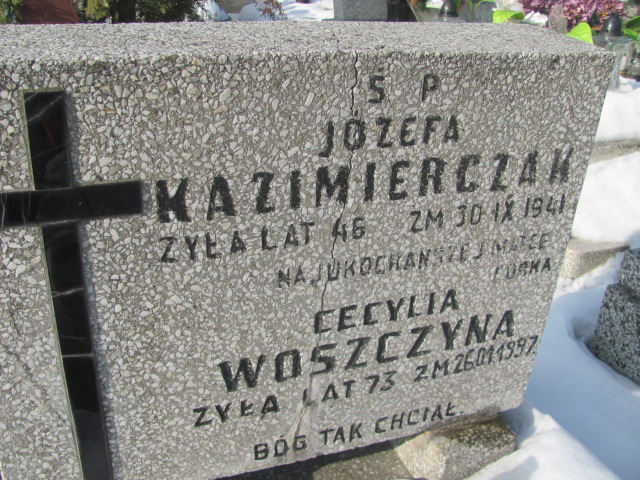 Ś P
JÓZEFA
KAZIMIERCZAK
ŻYŁA LAT 46 ZM 30 IX 1941
NAJUKOCHAŃSZEJ MATCE
CÓRKA
CECYLIA
WOSZCZYNA
ŻYŁA LAT 73 ZM.26.01.1997.
BÓG TAK CHCIAŁ.